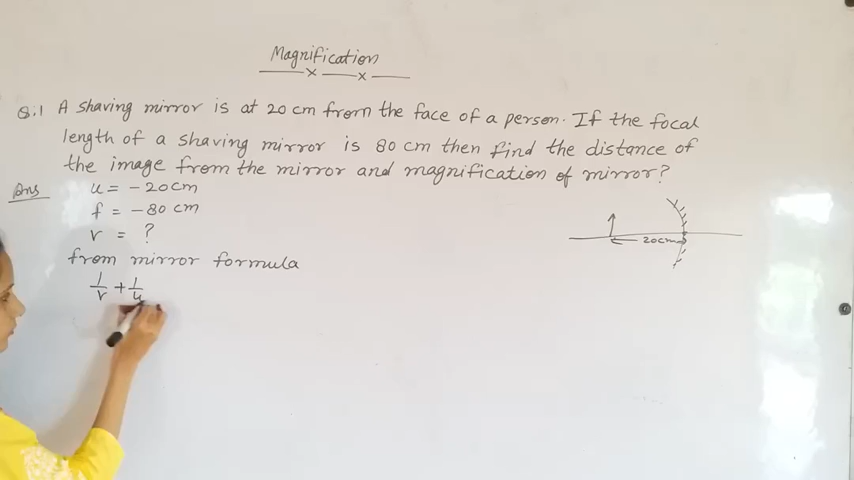 Magnification
Q.1 A shaving mirror is at 20 cm from the face of a person. If the focal
length of a shaving mirror is 80 cm then find the distance of
the image from the mirror and magnification of mirror?
Ans u = -20cm
f = -80 cm
v = ?
from mirror formula
1/v + 1/u
20cm